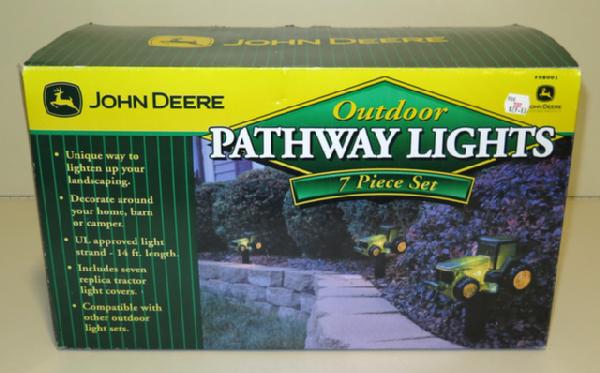 JOHN DEERE
JOHN DEERE
Outdoor
PATHWAY LIGHTS
7 Piece Set
• Unique way to
lighten up your
landscaping.
• Decorate around
your home, barn
or camper.
• UL approved light
strand - 14 ft. length.
• Includes seven
replica tractor
light covers.
• Compatible with
other outdoor
light sets.